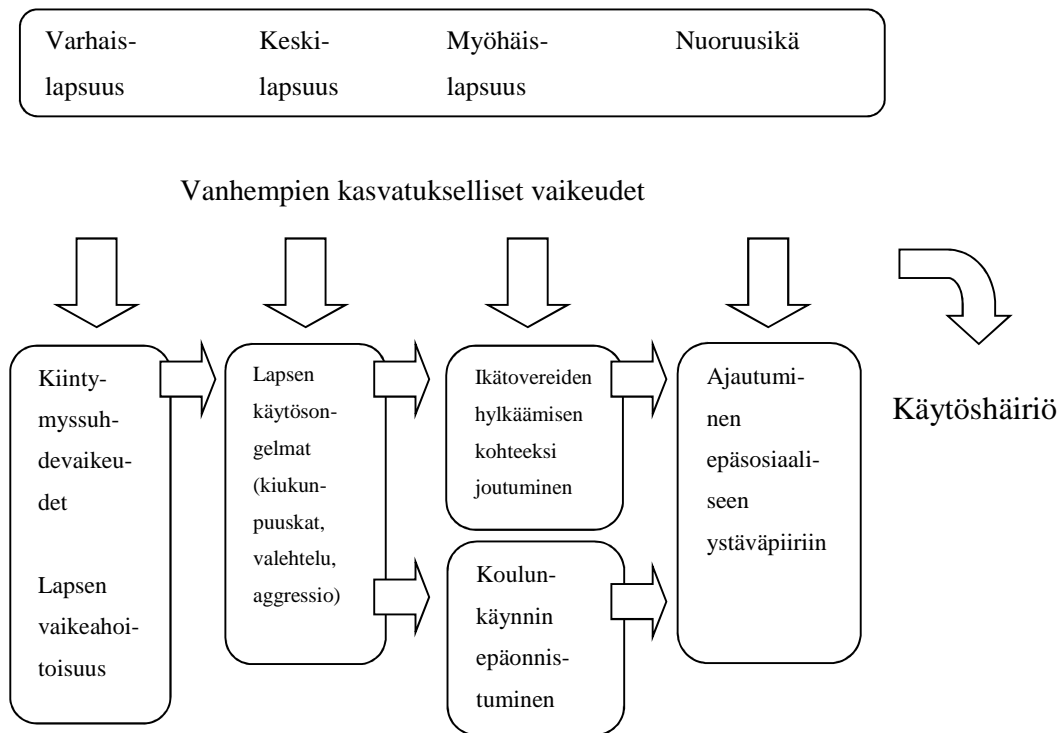 Varhais-
lapsuus
Keski-
lapsuus
Myöhäis-
lapsuus
Nuoruusikä
Vanhempien kasvatukselliset vaikeudet
Kiinty-
myssuh-
devaikeu-
det
Lapsen
vaikeahoi-
toisuus
Lapsen
käytöson-
gelmat
(kiukun-
puuskat,
valehtelu,
aggressio)
Ikätovereiden
hylkäämisen
kohteeksi
joutuminen
Koulun-
käynnin
epäonnis-
tuminen
Ajautumi-
nen
epäsosiaali-
seen
ystäväpiiriin
Käytöshäiriö